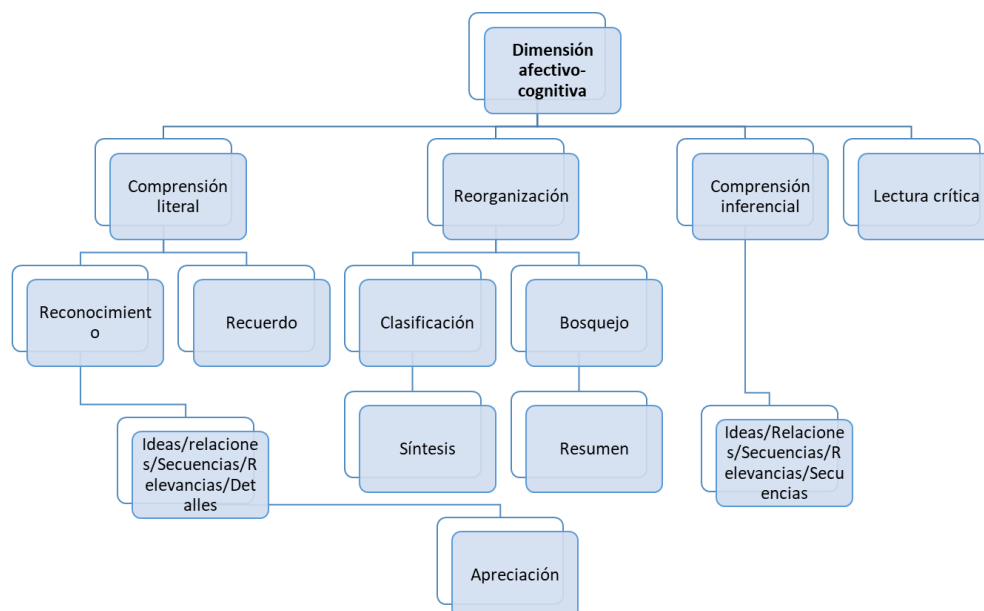 Dimensión
afectivo-
cognitiva
Comprensión
literal
Reorganización
Comprensión
inferencial
Lectura crítica
Reconocimient
o
Recuerdo
Clasificación
Bosquejo
Ideas/relacione
s/Secuencias/R
elevancias/Det
alles
Síntesis
Resumen
Ideas/Relacione
s/Secuencias/R
elevancias/Secu
encias
Apreciación